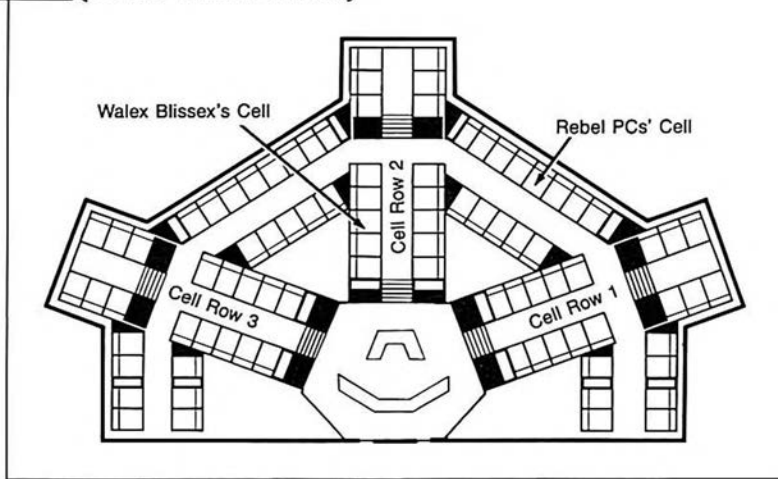 Walex Blissex's Cell
Rebel PCs' Cell
Cell Row 2
Cell Row 3
Cell Row 1